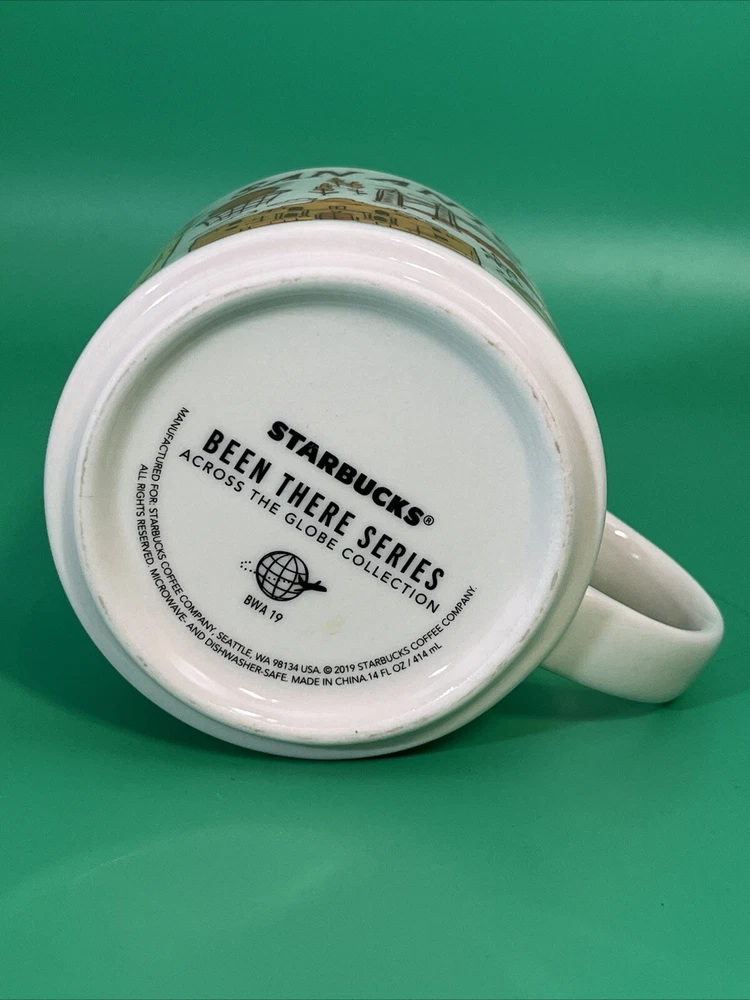 STARBUCKS®
BEEN THERE SERIES
ACROSS THE GLOBE COLLECTION
BWA 19
MANUFACTURED FOR: STARBUCKS COFFEE COMPANY, SEATTLE, WA 98134 USA. © 2019 STARBUCKS COFFEE COMPANY.
ALL RIGHTS RESERVED. MICROWAVE- AND DISHWASHER-SAFE. MADE IN CHINA. 14 FL OZ / 414 mL